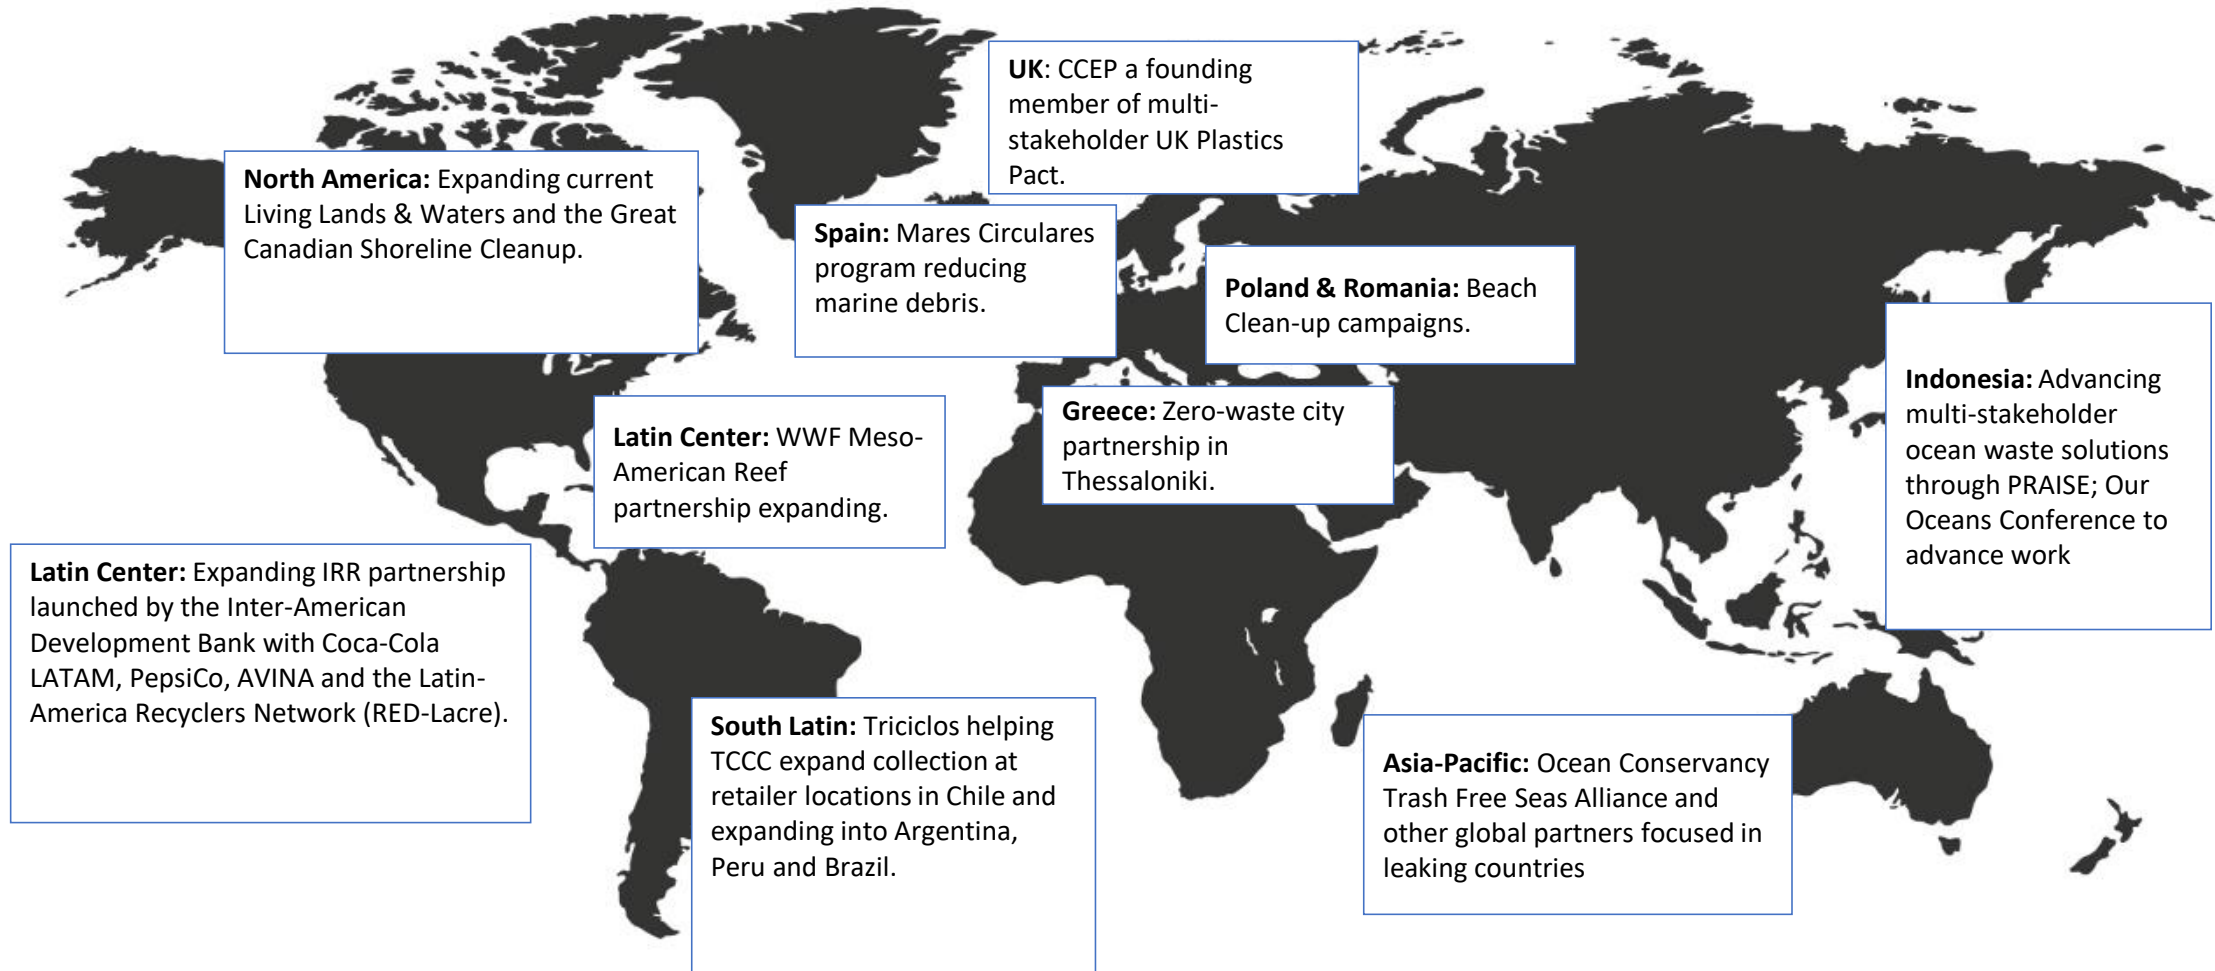 UK: CCEP a founding
member of multi-
stakeholder UK Plastics
Pact.
North America: Expanding current
Living Lands & Waters and the Great
Canadian Shoreline Cleanup.
Spain: Mares Circulares
program reducing
marine debris.
Poland & Romania: Beach
Clean-up campaigns.
Indonesia: Advancing
multi-stakeholder
ocean waste solutions
through PRAISE; Our
Oceans Conference to
advance work
Greece: Zero-waste city
partnership in
Thessaloniki.
Latin Center: WWF Meso-
American Reef
partnership expanding.
Latin Center: Expanding IRR partnership
launched by the Inter-American
Development Bank with Coca-Cola
LATAM, PepsiCo, AVINA and the Latin-
America Recyclers Network (RED-Lacre).
South Latin: Triciclos helping
TCCC expand collection at
retailer locations in Chile and
expanding into Argentina,
Peru and Brazil.
Asia-Pacific: Ocean Conservancy
Trash Free Seas Alliance and
other global partners focused in
leaking countries